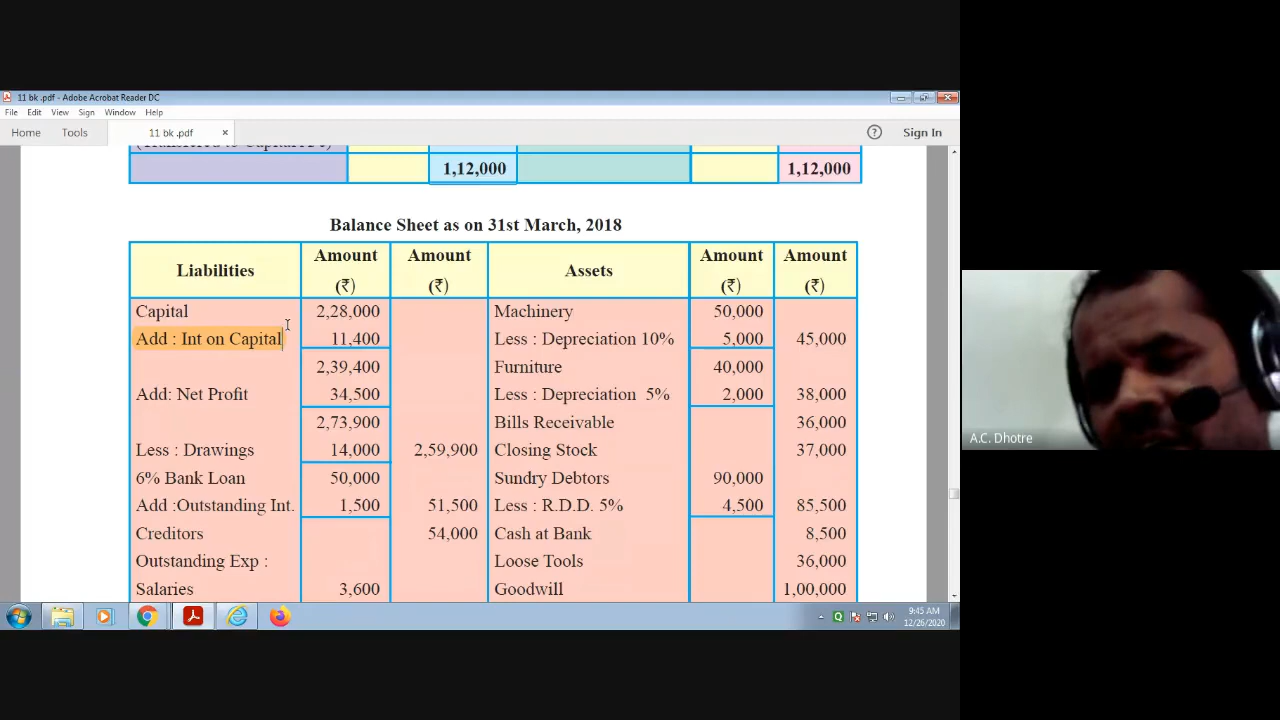 11 bk .pdf - Adobe Acrobat Reader DC
File Edit View Sign Window Help
Home Tools 11 bk .pdf × ? Sign In
1,12,000 1,12,000
Balance Sheet as on 31st March, 2018
Liabilities Amount (₹) Amount (₹) Assets Amount (₹) Amount (₹)
Capital 2,28,000 Machinery 50,000
Add : Int on Capital 11,400 Less : Depreciation 10% 5,000 45,000
2,39,400 Furniture 40,000
Add: Net Profit 34,500 Less : Depreciation 5% 2,000 38,000
2,73,900 Bills Receivable 36,000
Less : Drawings 14,000 2,59,900 Closing Stock 37,000
6% Bank Loan 50,000 Sundry Debtors 90,000
Add :Outstanding Int. 1,500 51,500 Less : R.D.D. 5% 4,500 85,500
Creditors 54,000 Cash at Bank 8,500
Outstanding Exp : Loose Tools 36,000
Salaries 3,600 Goodwill 1,00,000
A.C. Dhotre
9:45 AM
12/26/2020